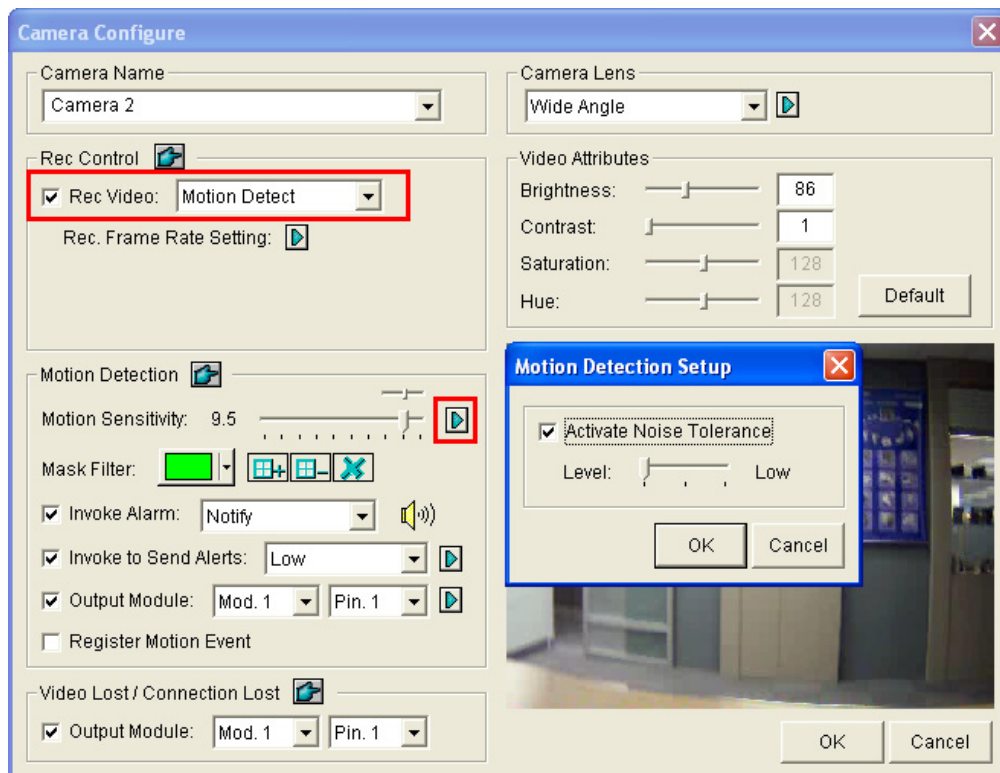 Camera Configure
Camera Name
Camera 2
Rec Control
Rec Video: Motion Detect
Rec. Frame Rate Setting:
Motion Detection
Motion Sensitivity: 9.5
Mask Filter:
Invoke Alarm: Notify
Invoke to Send Alerts: Low
Output Module: Mod. 1 Pin. 1
Register Motion Event
Video Lost / Connection Lost
Output Module: Mod. 1 Pin. 1
Camera Lens
Wide Angle
Video Attributes
Brightness: 86
Contrast: 1
Saturation: 128
Hue: 128
Default
Motion Detection Setup
Activate Noise Tolerance
Level: Low
OK Cancel
OK Cancel